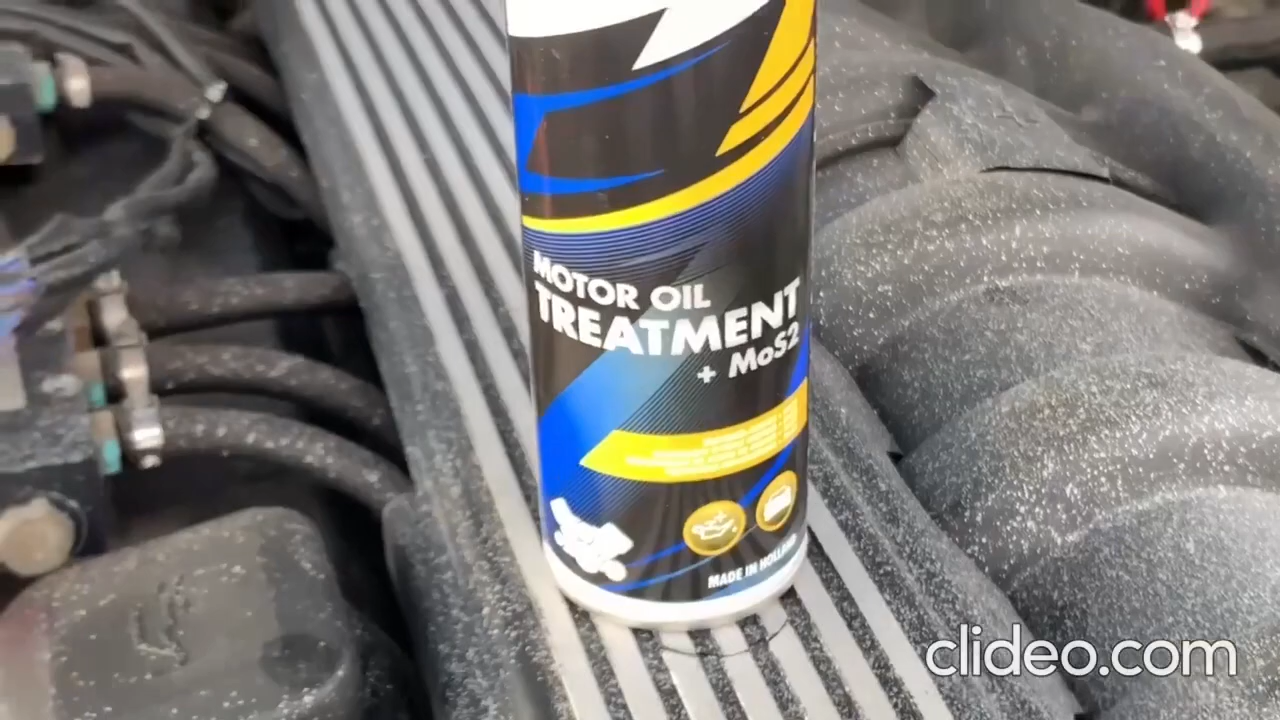 MOTOR OIL
TREATMENT
+ MoS2
MADE IN HOLLAND
clideo.com